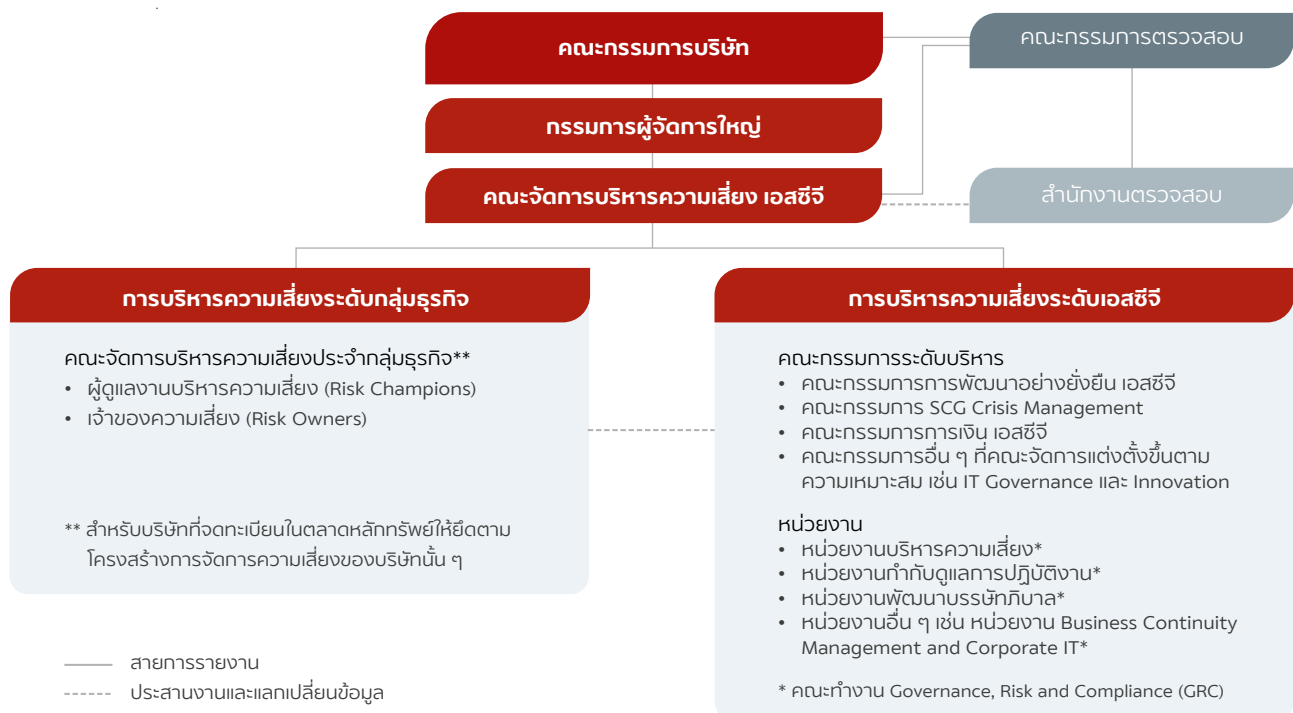 คณะกรรมการบริษัท
คณะกรรมการตรวจสอบ
กรรมการผู้จัดการใหญ่
คณะจัดการบริหารความเสี่ยง เอสซีจี
สำนักงานตรวจสอบ
การบริหารความเสี่ยงระดับกลุ่มธุรกิจ
คณะจัดการบริหารความเสี่ยงประจำกลุ่มธุรกิจ**
• ผู้ดูแลงานบริหารความเสี่ยง (Risk Champions)
• เจ้าของความเสี่ยง (Risk Owners)
** สำหรับบริษัทที่จดทะเบียนในตลาดหลักทรัพย์ให้ยึดตาม
โครงสร้างการจัดการความเสี่ยงของบริษัทนั้น ๆ
การบริหารความเสี่ยงระดับเอสซีจี
คณะกรรมการระดับบริหาร
• คณะกรรมการการพัฒนาอย่างยั่งยืน เอสซีจี
• คณะกรรมการ SCG Crisis Management
• คณะกรรมการการเงิน เอสซีจี
• คณะกรรมการอื่น ๆ ที่คณะจัดการแต่งตั้งขึ้นตาม
ความเหมาะสม เช่น IT Governance และ Innovation
หน่วยงาน
• หน่วยงานบริหารความเสี่ยง*
• หน่วยงานกำกับดูแลการปฏิบัติงาน*
• หน่วยงานพัฒนาบรรษัทภิบาล*
• หน่วยงานอื่น ๆ เช่น หน่วยงาน Business Continuity
Management and Corporate IT*
* คณะทำงาน Governance, Risk and Compliance (GRC)
สายการรายงาน
ประสานงานและแลกเปลี่ยนข้อมูล